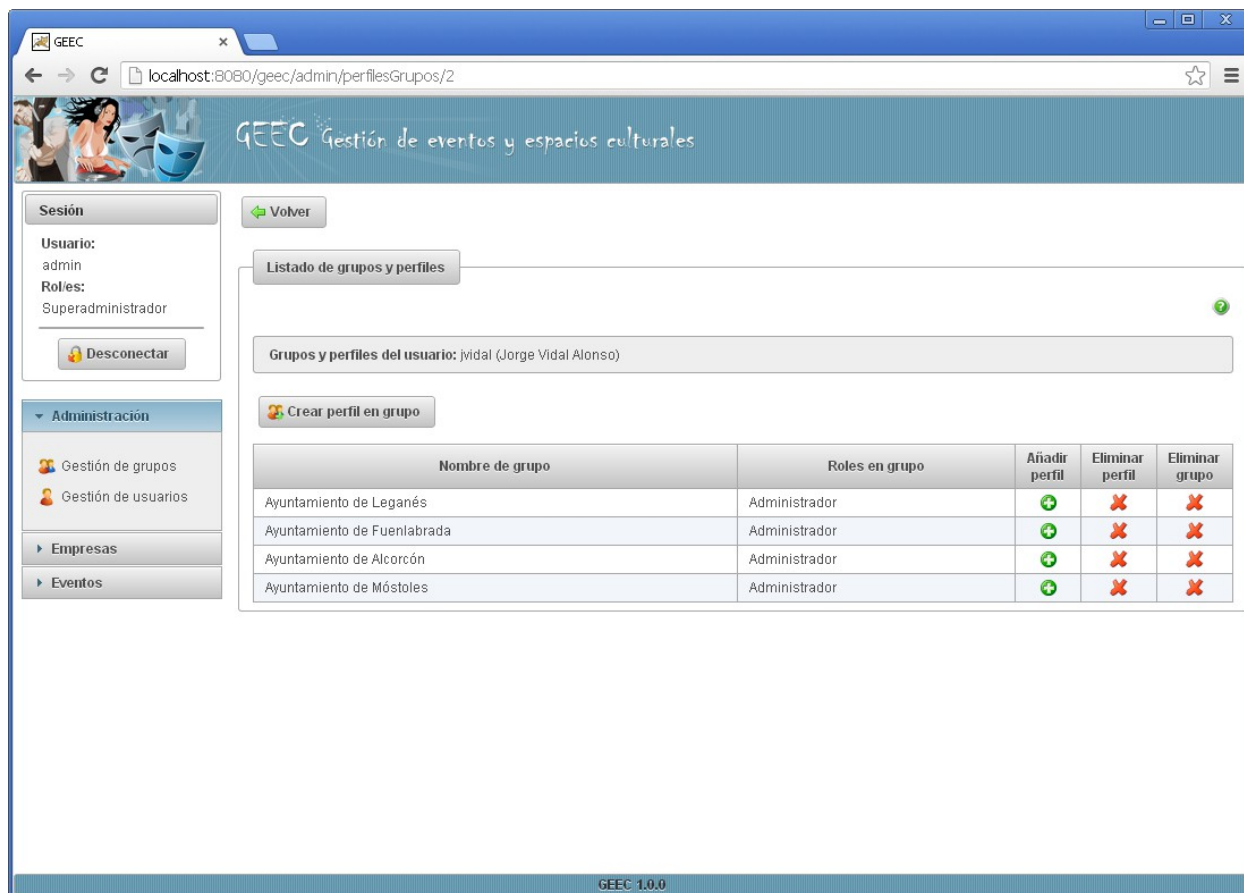 GEEC
localhost:8080/geec/admin/perfilesGrupos/2
GEEC Gestión de eventos y espacios culturales
Sesión
Usuario:
admin
Rol/es:
Superadministrador
Desconectar
Administración
Gestión de grupos
Gestión de usuarios
Empresas
Eventos
Volver
Listado de grupos y perfiles
Grupos y perfiles del usuario: jvidal (Jorge Vidal Alonso)
Crear perfil en grupo
Nombre de grupo Roles en grupo Añadir perfil Eliminar perfil Eliminar grupo
Ayuntamiento de Leganés Administrador
Ayuntamiento de Fuenlabrada Administrador
Ayuntamiento de Alcorcón Administrador
Ayuntamiento de Móstoles Administrador
GEEC 1.0.0